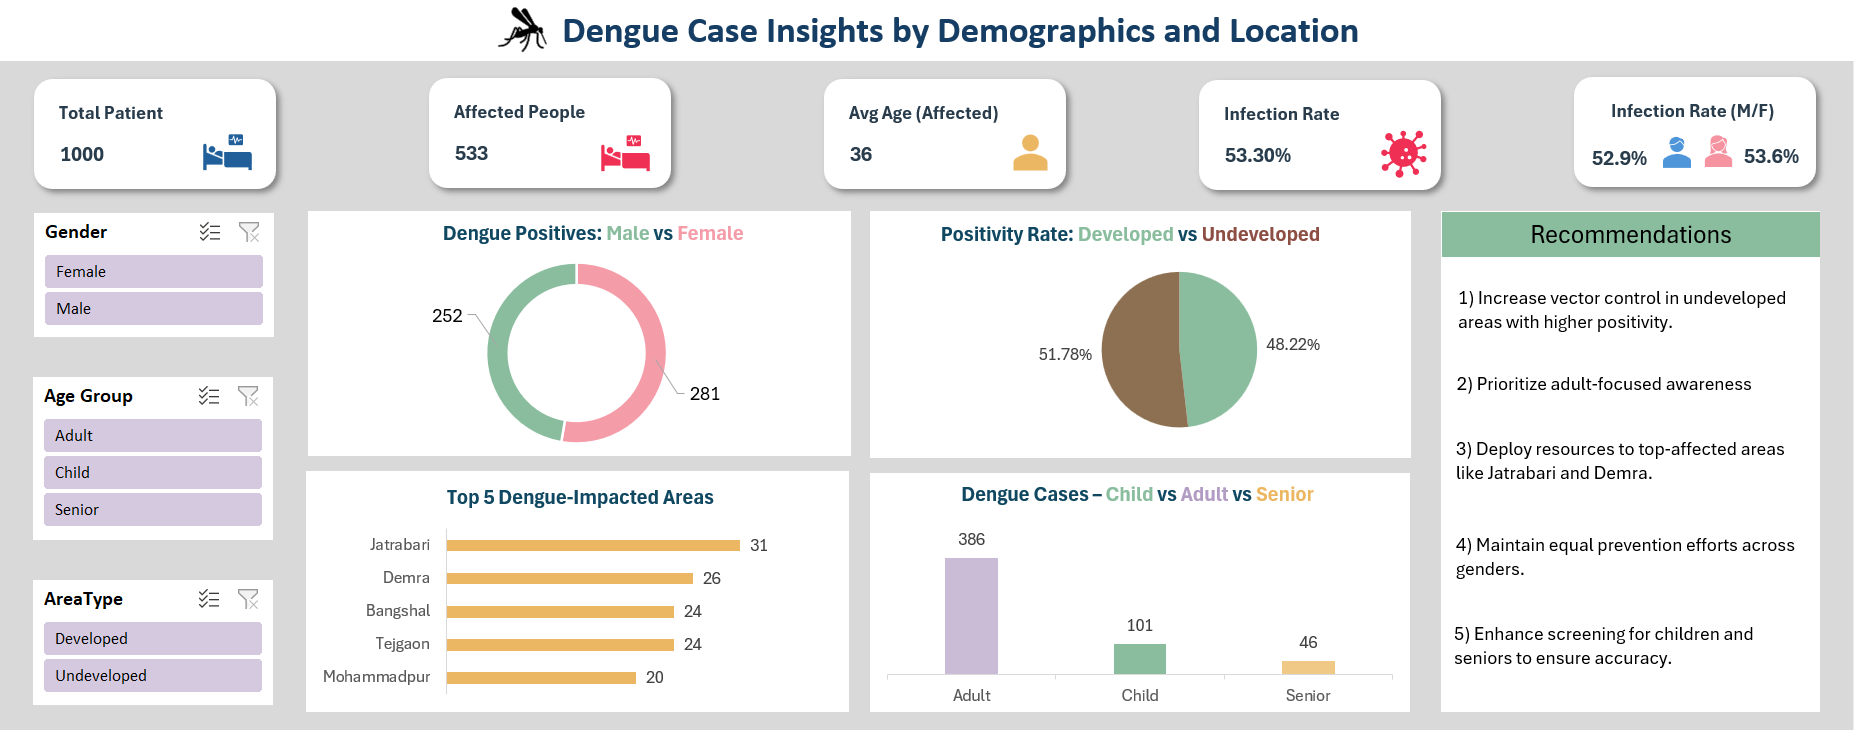 Dengue Case Insights by Demographics and Location
Total Patient
1000
Affected People
533
Avg Age (Affected)
36
Infection Rate
53.30%
Infection Rate (M/F)
52.9%
53.6%
Gender
Female
Male
Age Group
Adult
Child
Senior
AreaType
Developed
Undeveloped
Dengue Positives: Male vs Female
252
281
Positivity Rate: Developed vs Undeveloped
51.78%
48.22%
Top 5 Dengue-Impacted Areas
Jatrabari
31
Demra
26
Bangshal
24
Tejgaon
24
Mohammadpur
20
Dengue Cases – Child vs Adult vs Senior
386
101
46
Adult
Child
Senior
Recommendations
1) Increase vector control in undeveloped
areas with higher positivity.
2) Prioritize adult-focused awareness
3) Deploy resources to top-affected areas
like Jatrabari and Demra.
4) Maintain equal prevention efforts across
genders.
5) Enhance screening for children and
seniors to ensure accuracy.